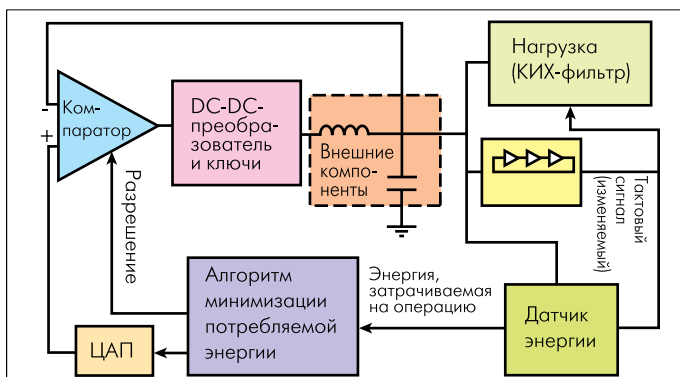 -
+
Ком-
паратор
DC-DC-
преобра-
зователь
и ключи
Внешние
компо-
ненты
Нагрузка
(КИХ-фильтр)
Тактовый
сигнал
(изменяемый)
Разрешение
Алгоритм
минимизации
потребляемой
энергии
Энергия,
затрачиваемая
на операцию
Датчик
энергии
ЦАП